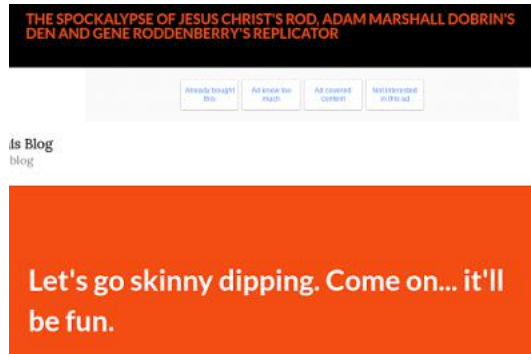 THE SPOCKALYPSE OF JESUS CHRIST'S ROD, ADAM MARSHALL DOBRIN'S
DEN AND GENE RODDENBERRY'S REPLICATOR
Already bought
this
Ad knew too
much
Ad covered
content
Not interested
in this ad
ls Blog
blog
Let's go skinny dipping. Come on... it'll
be fun.